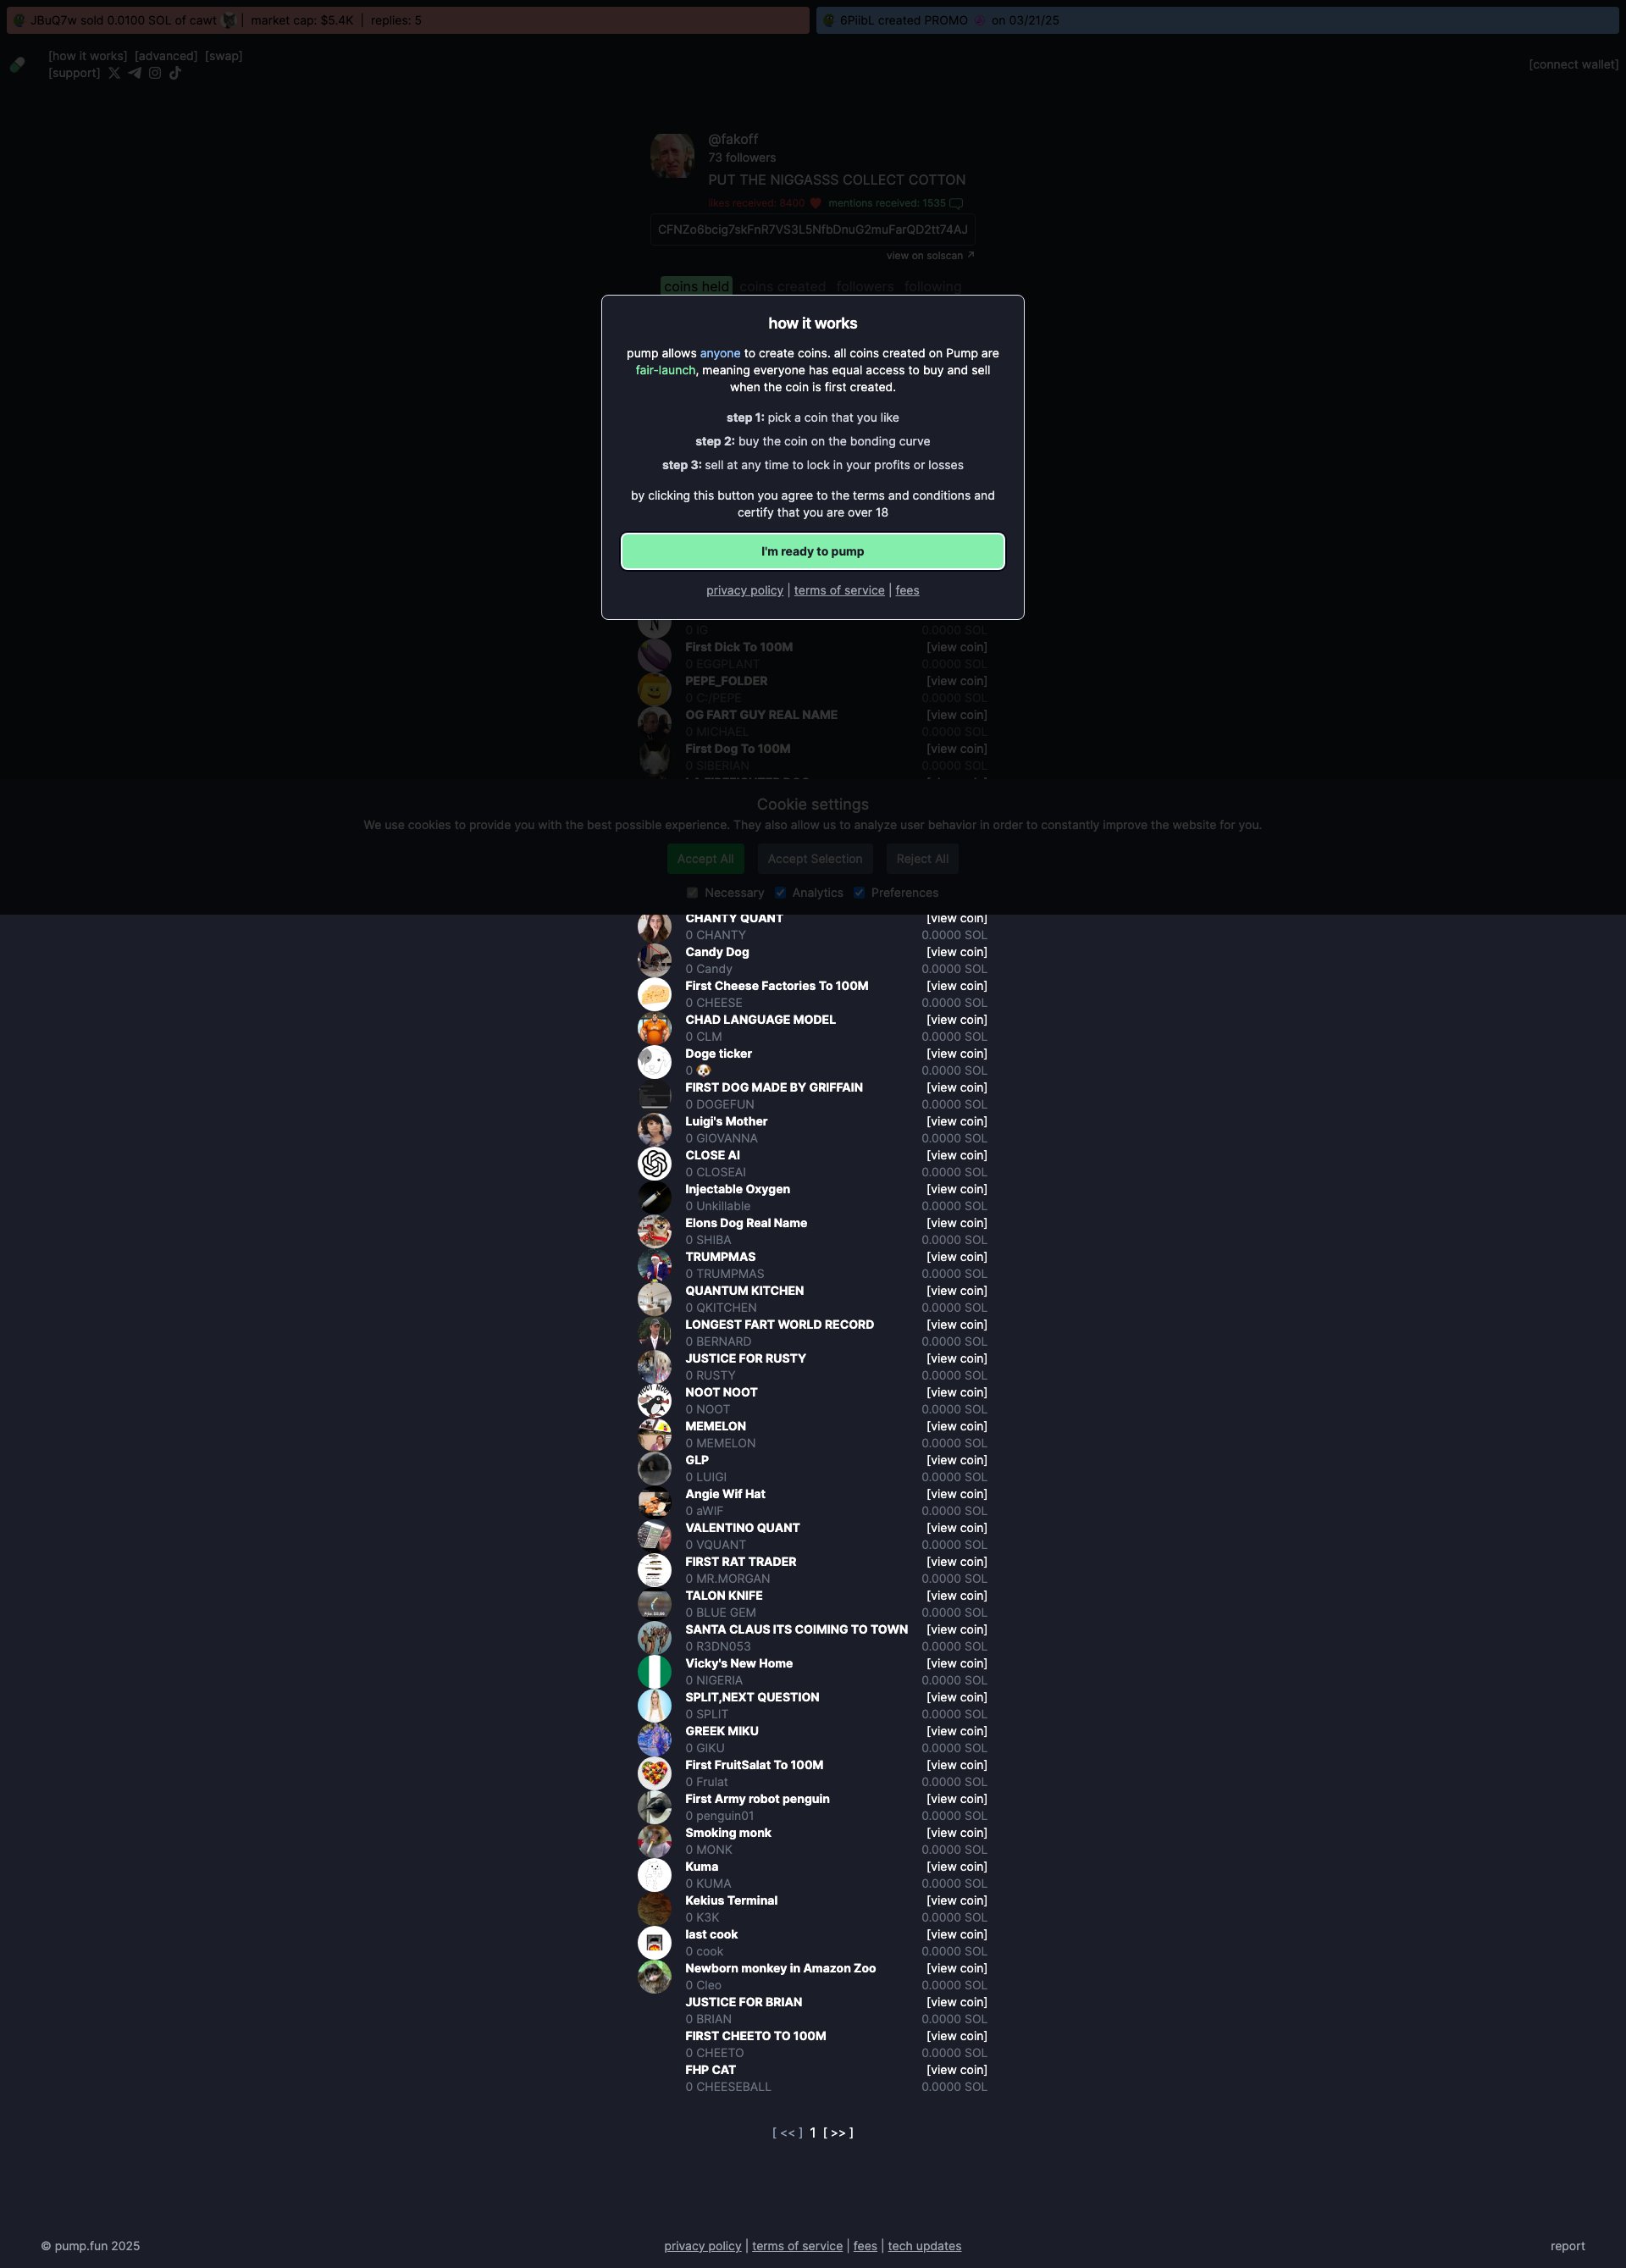 JBuQ7w sold 0.0100 SOL of cawt | market cap: $5.4K | replies: 5
6PiibL created PROMO on 03/21/25
[how it works] [advanced] [swap]
[support]
[connect wallet]
@fakoff
73 followers
PUT THE NIGGASSS COLLECT COTTON
likes received: 8400 mentions received: 1535
CFNZo6bcig7skFnR7VS3L5NfbDnuG2muFarQD2tt74AJ
view on solscan ↗
coins held coins created followers following
how it works
pump allows anyone to create coins. all coins created on Pump are
fair-launch, meaning everyone has equal access to buy and sell
when the coin is first created.
step 1: pick a coin that you like
step 2: buy the coin on the bonding curve
step 3: sell at any time to lock in your profits or losses
by clicking this button you agree to the terms and conditions and
certify that you are over 18
I'm ready to pump
privacy policy | terms of service | fees
0 IG 0.0000 SOL
First Dick To 100M [view coin]
0 EGGPLANT 0.0000 SOL
PEPE_FOLDER [view coin]
0 C:/PEPE 0.0000 SOL
OG FART GUY REAL NAME [view coin]
0 MICHAEL 0.0000 SOL
First Dog To 100M [view coin]
0 SIBERIAN 0.0000 SOL
Cookie settings
We use cookies to provide you with the best possible experience. They also allow us to analyze user behavior in order to constantly improve the website for you.
Accept All Accept Selection Reject All
Necessary Analytics Preferences
CHANTY QUANT [view coin]
0 CHANTY 0.0000 SOL
Candy Dog [view coin]
0 Candy 0.0000 SOL
First Cheese Factories To 100M [view coin]
0 CHEESE 0.0000 SOL
CHAD LANGUAGE MODEL [view coin]
0 CLM 0.0000 SOL
Doge ticker [view coin]
0 🐶 0.0000 SOL
FIRST DOG MADE BY GRIFFAIN [view coin]
0 DOGEFUN 0.0000 SOL
Luigi's Mother [view coin]
0 GIOVANNA 0.0000 SOL
CLOSE AI [view coin]
0 CLOSEAI 0.0000 SOL
Injectable Oxygen [view coin]
0 Unkillable 0.0000 SOL
Elons Dog Real Name [view coin]
0 SHIBA 0.0000 SOL
TRUMPMAS [view coin]
0 TRUMPMAS 0.0000 SOL
QUANTUM KITCHEN [view coin]
0 QKITCHEN 0.0000 SOL
LONGEST FART WORLD RECORD [view coin]
0 BERNARD 0.0000 SOL
JUSTICE FOR RUSTY [view coin]
0 RUSTY 0.0000 SOL
NOOT NOOT [view coin]
0 NOOT 0.0000 SOL
MEMELON [view coin]
0 MEMELON 0.0000 SOL
GLP [view coin]
0 LUIGI 0.0000 SOL
Angie Wif Hat [view coin]
0 aWIF 0.0000 SOL
VALENTINO QUANT [view coin]
0 VQUANT 0.0000 SOL
FIRST RAT TRADER [view coin]
0 MR.MORGAN 0.0000 SOL
TALON KNIFE [view coin]
0 BLUE GEM 0.0000 SOL
SANTA CLAUS ITS COIMING TO TOWN [view coin]
0 R3DN053 0.0000 SOL
Vicky's New Home [view coin]
0 NIGERIA 0.0000 SOL
SPLIT,NEXT QUESTION [view coin]
0 SPLIT 0.0000 SOL
GREEK MIKU [view coin]
0 GIKU 0.0000 SOL
First FruitSalat To 100M [view coin]
0 Frulat 0.0000 SOL
First Army robot penguin [view coin]
0 penguin01 0.0000 SOL
Smoking monk [view coin]
0 MONK 0.0000 SOL
Kuma [view coin]
0 KUMA 0.0000 SOL
Kekius Terminal [view coin]
0 K3K 0.0000 SOL
last cook [view coin]
0 cook 0.0000 SOL
Newborn monkey in Amazon Zoo [view coin]
0 Cleo 0.0000 SOL
JUSTICE FOR BRIAN [view coin]
0 BRIAN 0.0000 SOL
FIRST CHEETO TO 100M [view coin]
0 CHEETO 0.0000 SOL
FHP CAT [view coin]
0 CHEESEBALL 0.0000 SOL
[ << ] 1 [ >> ]
© pump.fun 2025
privacy policy | terms of service | fees | tech updates
report